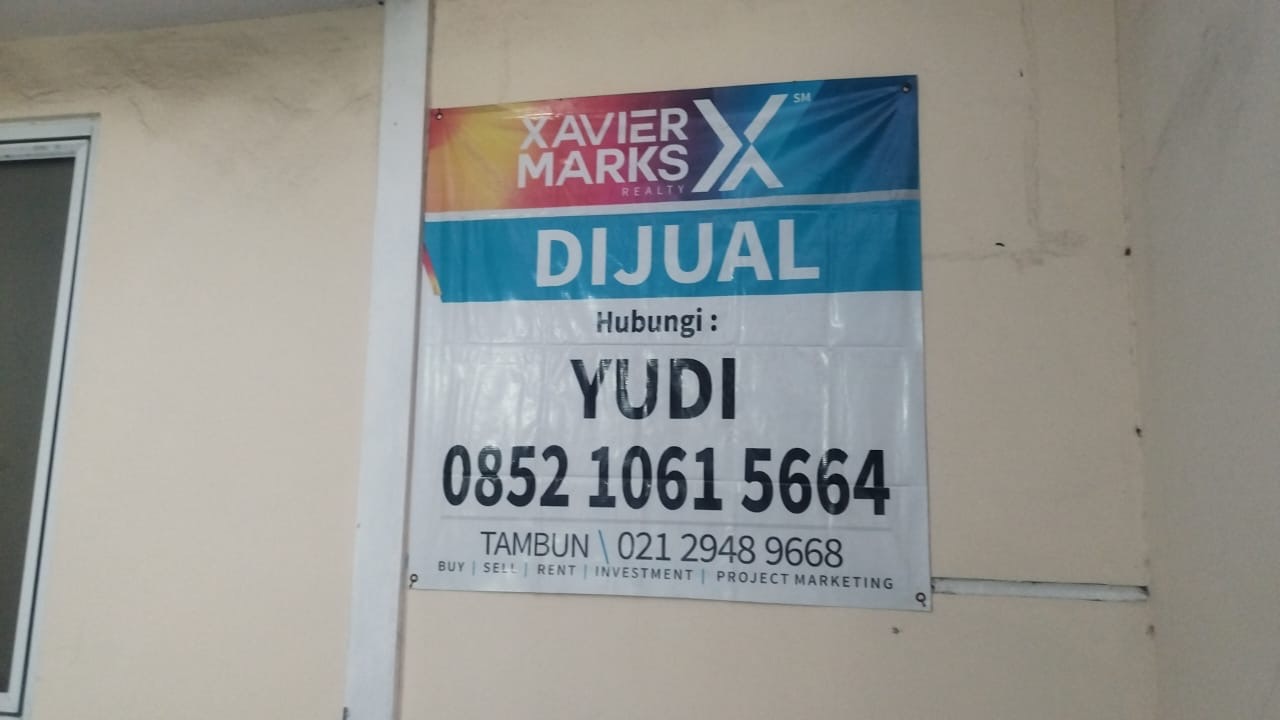 XAVIER
MARKS X SM
REALTY
DIJUAL
Hubungi :
YUDI
0852 1061 5664
TAMBUN \ 021 2948 9668
BUY | SELL | RENT | INVESTMENT | PROJECT MARKETING